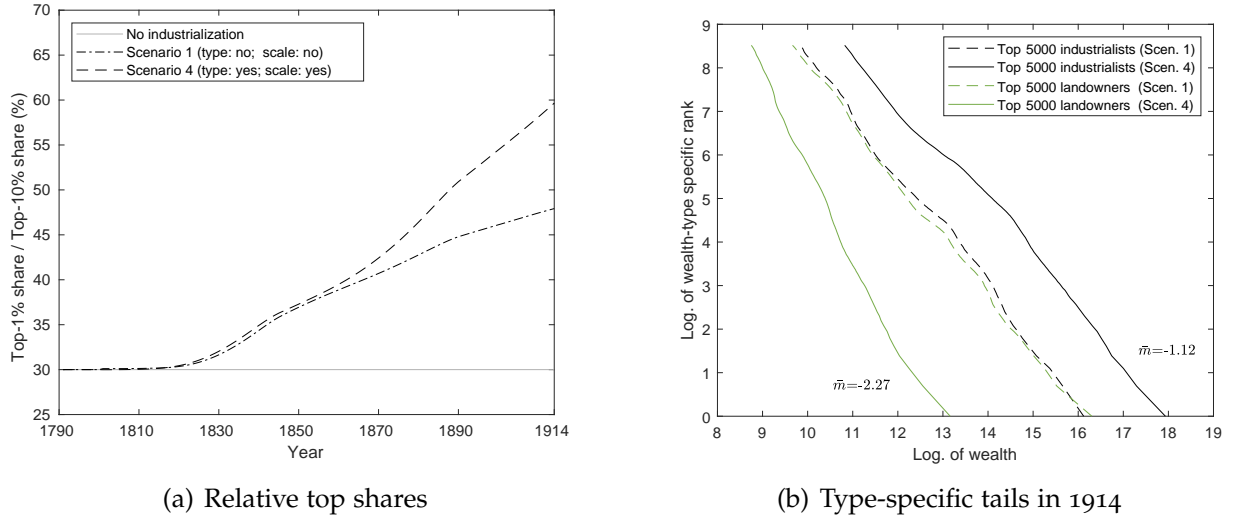 70
65
60
55
50
45
40
35
30
25
Top-1% share / Top-10% share (%)
No industrialization
Scenario 1 (type: no; scale: no)
Scenario 4 (type: yes; scale: yes)
1790 1810 1830 1850 1870 1890 1914
Year
(a) Relative top shares
9
8
7
6
5
4
3
2
1
0
Log. of wealth-type specific rank
Top 5000 industrialists (Scen. 1)
Top 5000 industrialists (Scen. 4)
Top 5000 landowners (Scen. 1)
Top 5000 landowners (Scen. 4)
m̄=-1.12
m̄=-2.27
8 9 10 11 12 13 14 15 16 17 18 19
Log. of wealth
(b) Type-specific tails in 1914